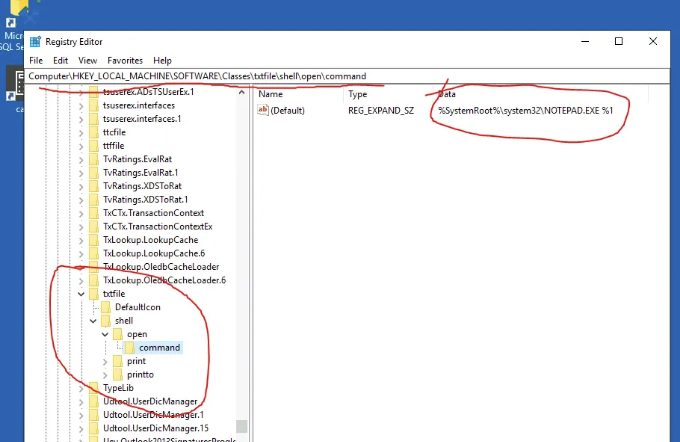 Micros
SQL Se
ca
Registry Editor
File Edit View Favorites Help
Computer\HKEY_LOCAL_MACHINE\SOFTWARE\Classes\txtfile\shell\open\command
tsuserex.ADsTSUserEx.1
tsuserex.interfaces
tsuserex.interfaces.1
ttcfile
ttffile
TvRatings.EvalRat
TvRatings.EvalRat.1
TvRatings.XDSToRat
TvRatings.XDSToRat.1
TxCTx.TransactionContext
TxCTx.TransactionContextEx
TxLookup.LookupCache
TxLookup.LookupCache.6
TxLookup.OledbCacheLoader
TxLookup.OledbCacheLoader.6
txtfile
DefaultIcon
shell
open
command
print
printto
TypeLib
Udtool.UserDicManager
Udtool.UserDicManager.1
Udtool.UserDicManager.15
Name Type Data
(Default) REG_EXPAND_SZ %SystemRoot%\system32\NOTEPAD.EXE %1